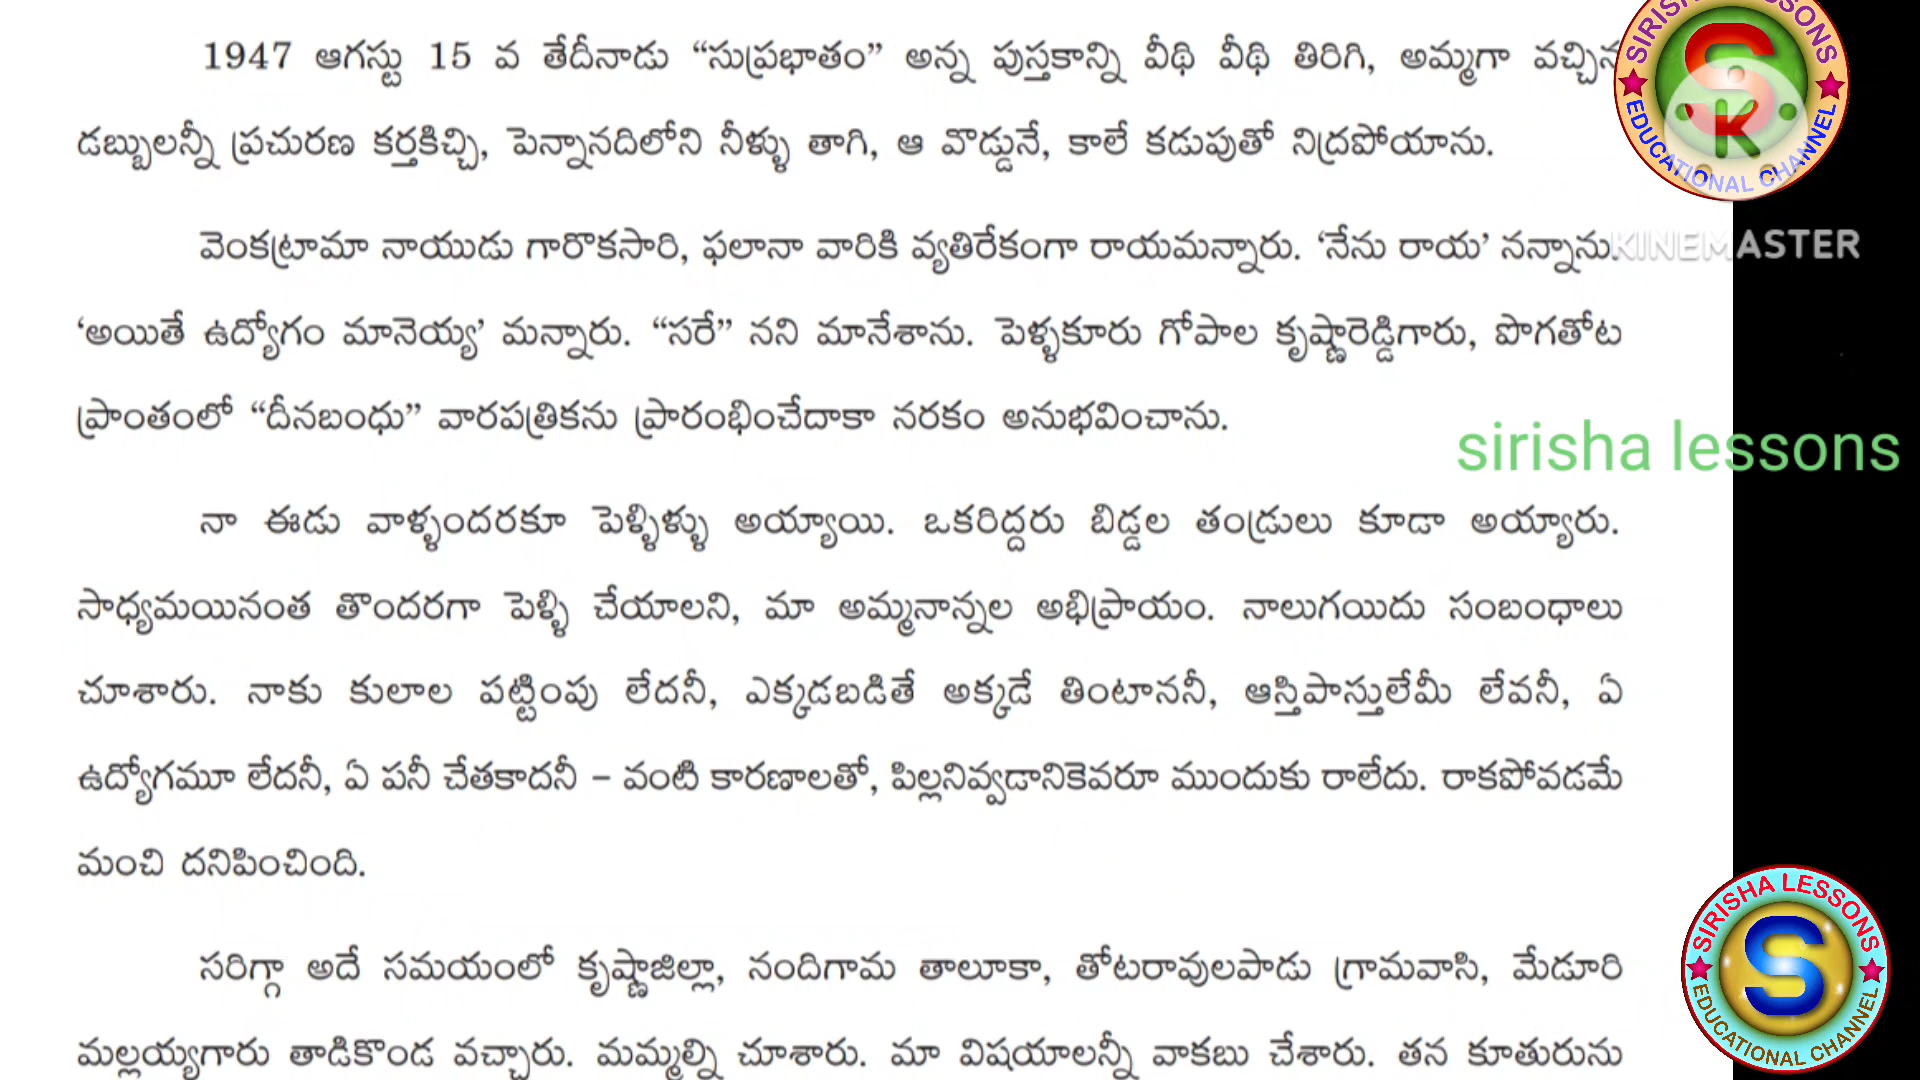 1947 ఆగస్టు 15 వ తేదీనాడు “సుప్రభాతం” అన్న పుస్తకాన్ని వీథి వీథి తిరిగి, అమ్మగా వచ్చిన
డబ్బులన్నీ ప్రచురణ కర్తకిచ్చి, పెన్నానదిలోని నీళ్ళు తాగి, ఆ వొడ్డునే, కాలే కడుపుతో నిద్రపోయాను.
వెంకట్రామా నాయుడు గారొకసారి, ఫలానా వారికి వ్యతిరేకంగా రాయమన్నారు. ‘నేను రాయ’ నన్నాను.
‘అయితే ఉద్యోగం మానెయ్య’ మన్నారు. “సరే” నని మానేశాను. పెళ్ళకూరు గోపాల కృష్ణారెడ్డిగారు, పొగతోట
ప్రాంతంలో “దీనబంధు” వారపత్రికను ప్రారంభించేదాకా నరకం అనుభవించాను.
నా ఈడు వాళ్ళందరకూ పెళ్ళిళ్ళు అయ్యాయి. ఒకరిద్దరు బిడ్డల తండ్రులు కూడా అయ్యారు.
సాధ్యమయినంత తొందరగా పెళ్ళి చేయాలని, మా అమ్మనాన్నల అభిప్రాయం. నాలుగయిదు సంబంధాలు
చూశారు. నాకు కులాల పట్టింపు లేదనీ, ఎక్కడబడితే అక్కడే తింటాననీ, ఆస్తిపాస్తులేమీ లేవనీ, ఏ
ఉద్యోగమూ లేదనీ, ఏ పనీ చేతకాదనీ – వంటి కారణాలతో, పిల్లనివ్వడానికెవరూ ముందుకు రాలేదు. రాకపోవడమే
మంచి దనిపించింది.
సరిగ్గా అదే సమయంలో కృష్ణాజిల్లా, నందిగామ తాలూకా, తోటరావులపాడు గ్రామవాసి, మేడూరి
మల్లయ్యగారు తాడికొండ వచ్చారు. మమ్మల్ని చూశారు. మా విషయాలన్నీ వాకబు చేశారు. తన కూతురును
SIRISHA LESSONS
S
K
EDUCATIONAL CHANNEL
KINEMASTER
sirisha lessons
SIRISHA LESSONS
S
EDUCATIONAL CHANNEL